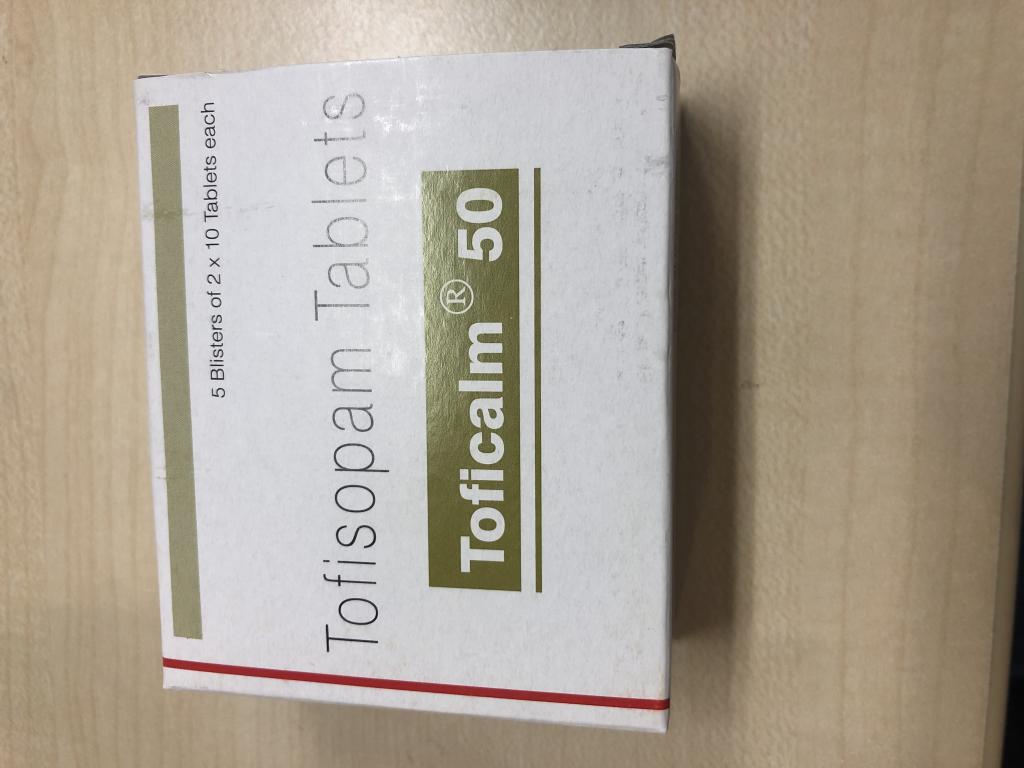 5 Blisters of 2 x 10 Tablets each
Tofisopam Tablets
Toficalm ® 50